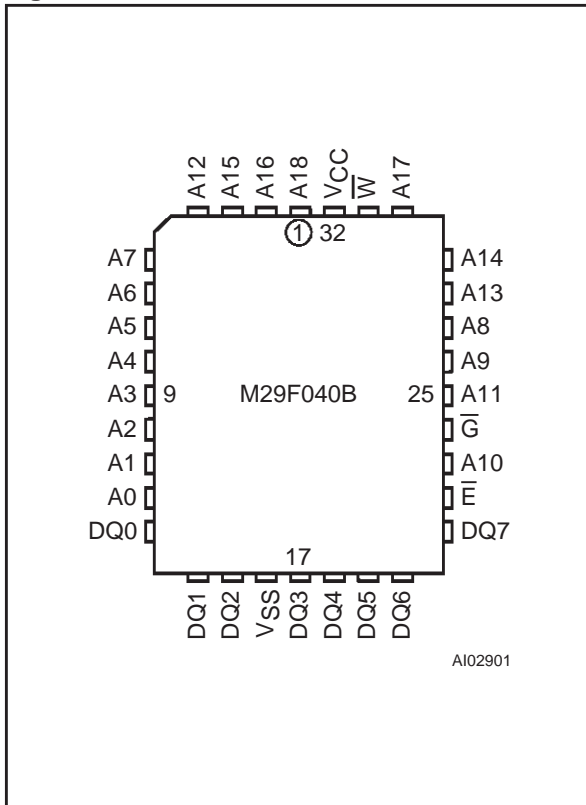 A12
A15
A16
A18
VCC
W̅
A17
1 32
A7
A6
A5
A4
A3
A2
A1
A0
DQ0
9 M29F040B 25
A14
A13
A8
A9
A11
G̅
A10
E̅
DQ7
17
DQ1
DQ2
VSS
DQ3
DQ4
DQ5
DQ6
AI02901